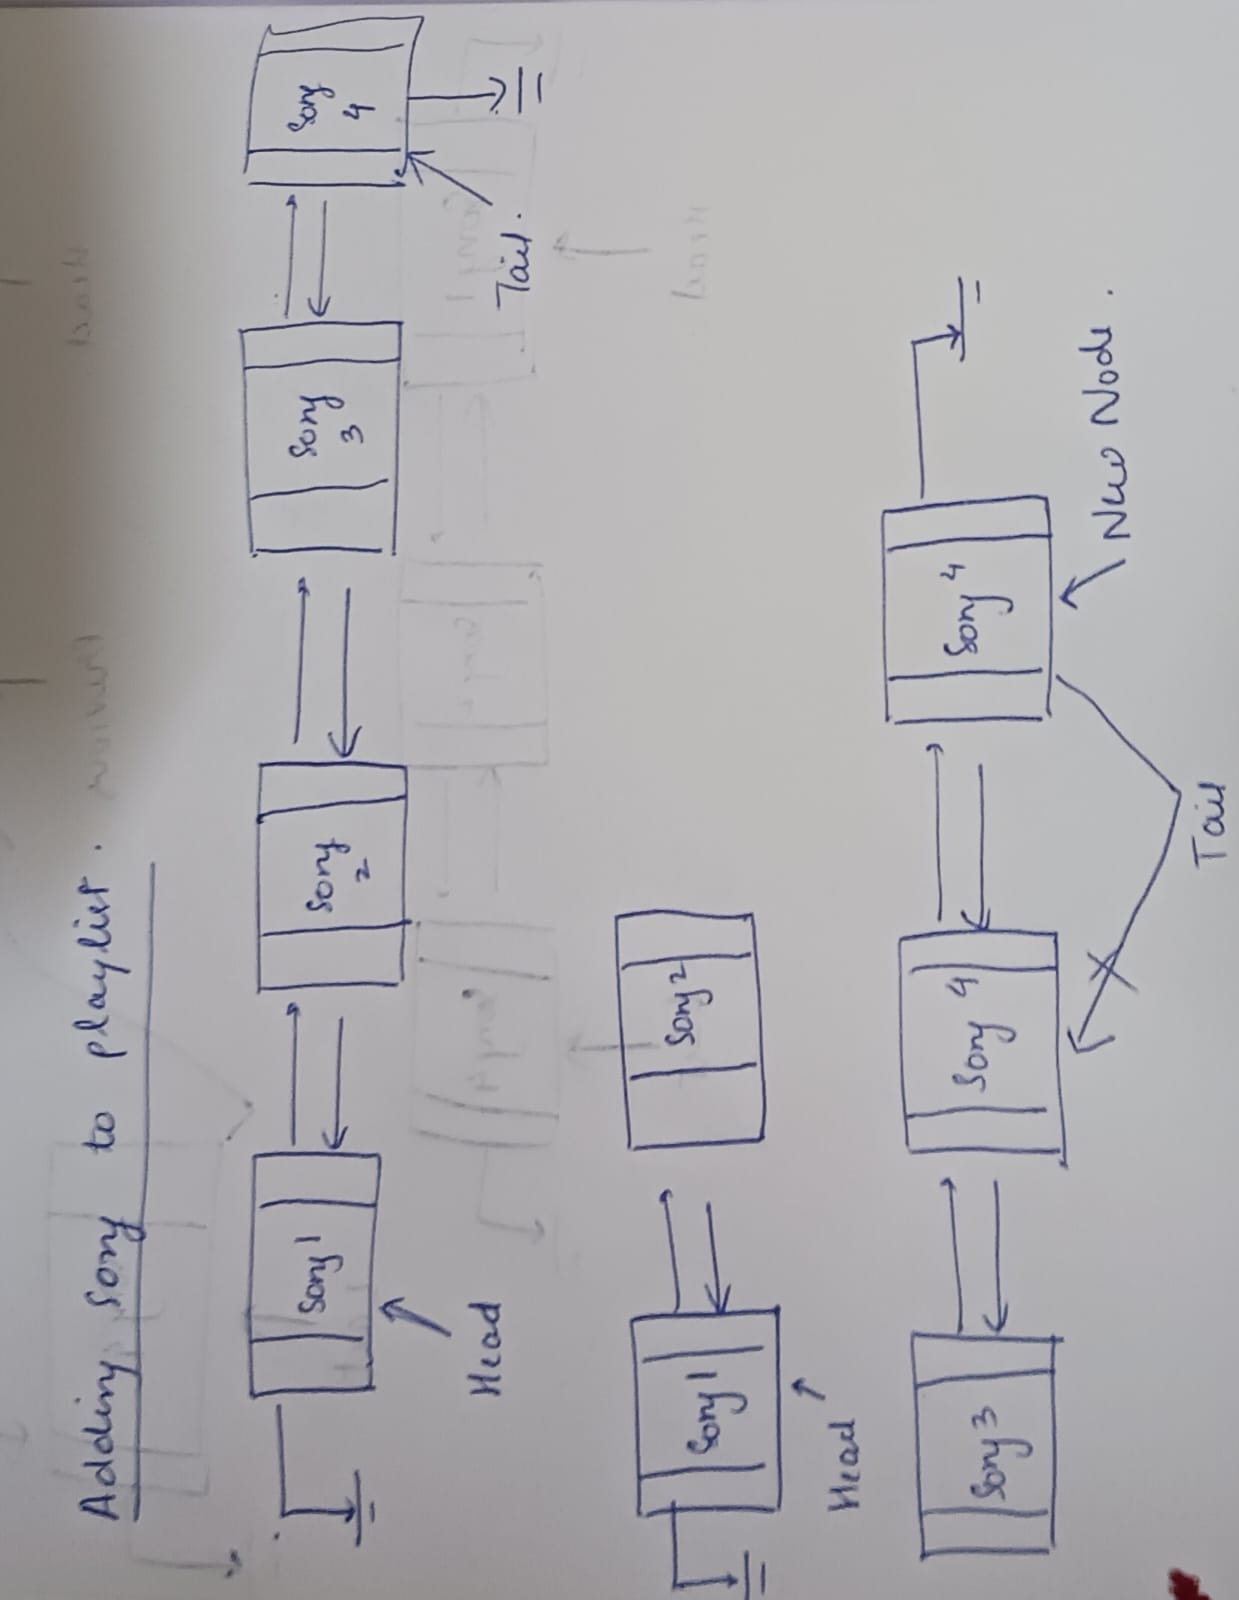 Adding song to playlist.
Song 1
Song 2
Song 3
Song 4
Head
Tail.
Song 1
Song 2
Head
Song 3
Song 4
Song 4
New Node.
Tail